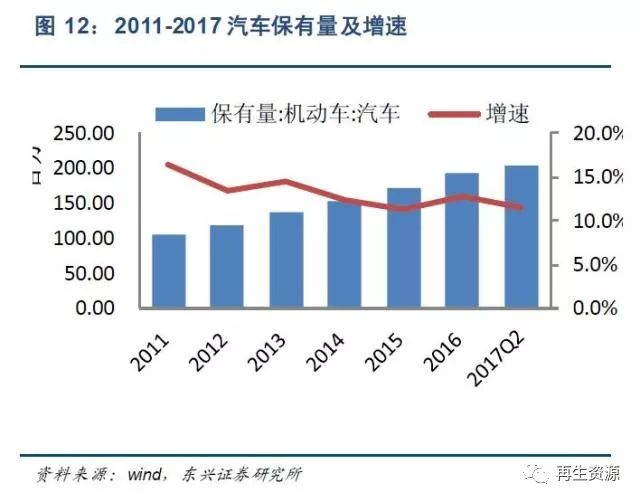 图 12：2011-2017 汽车保有量及增速
保有量:机动车:汽车 增速
250.00 20.0%
200.00 15.0%
150.00 10.0%
100.00 5.0%
50.00 0.0%
0.00
2011 2012 2013 2014 2015 2016 2017Q2
资料来源：wind，东兴证券研究所
再生资源